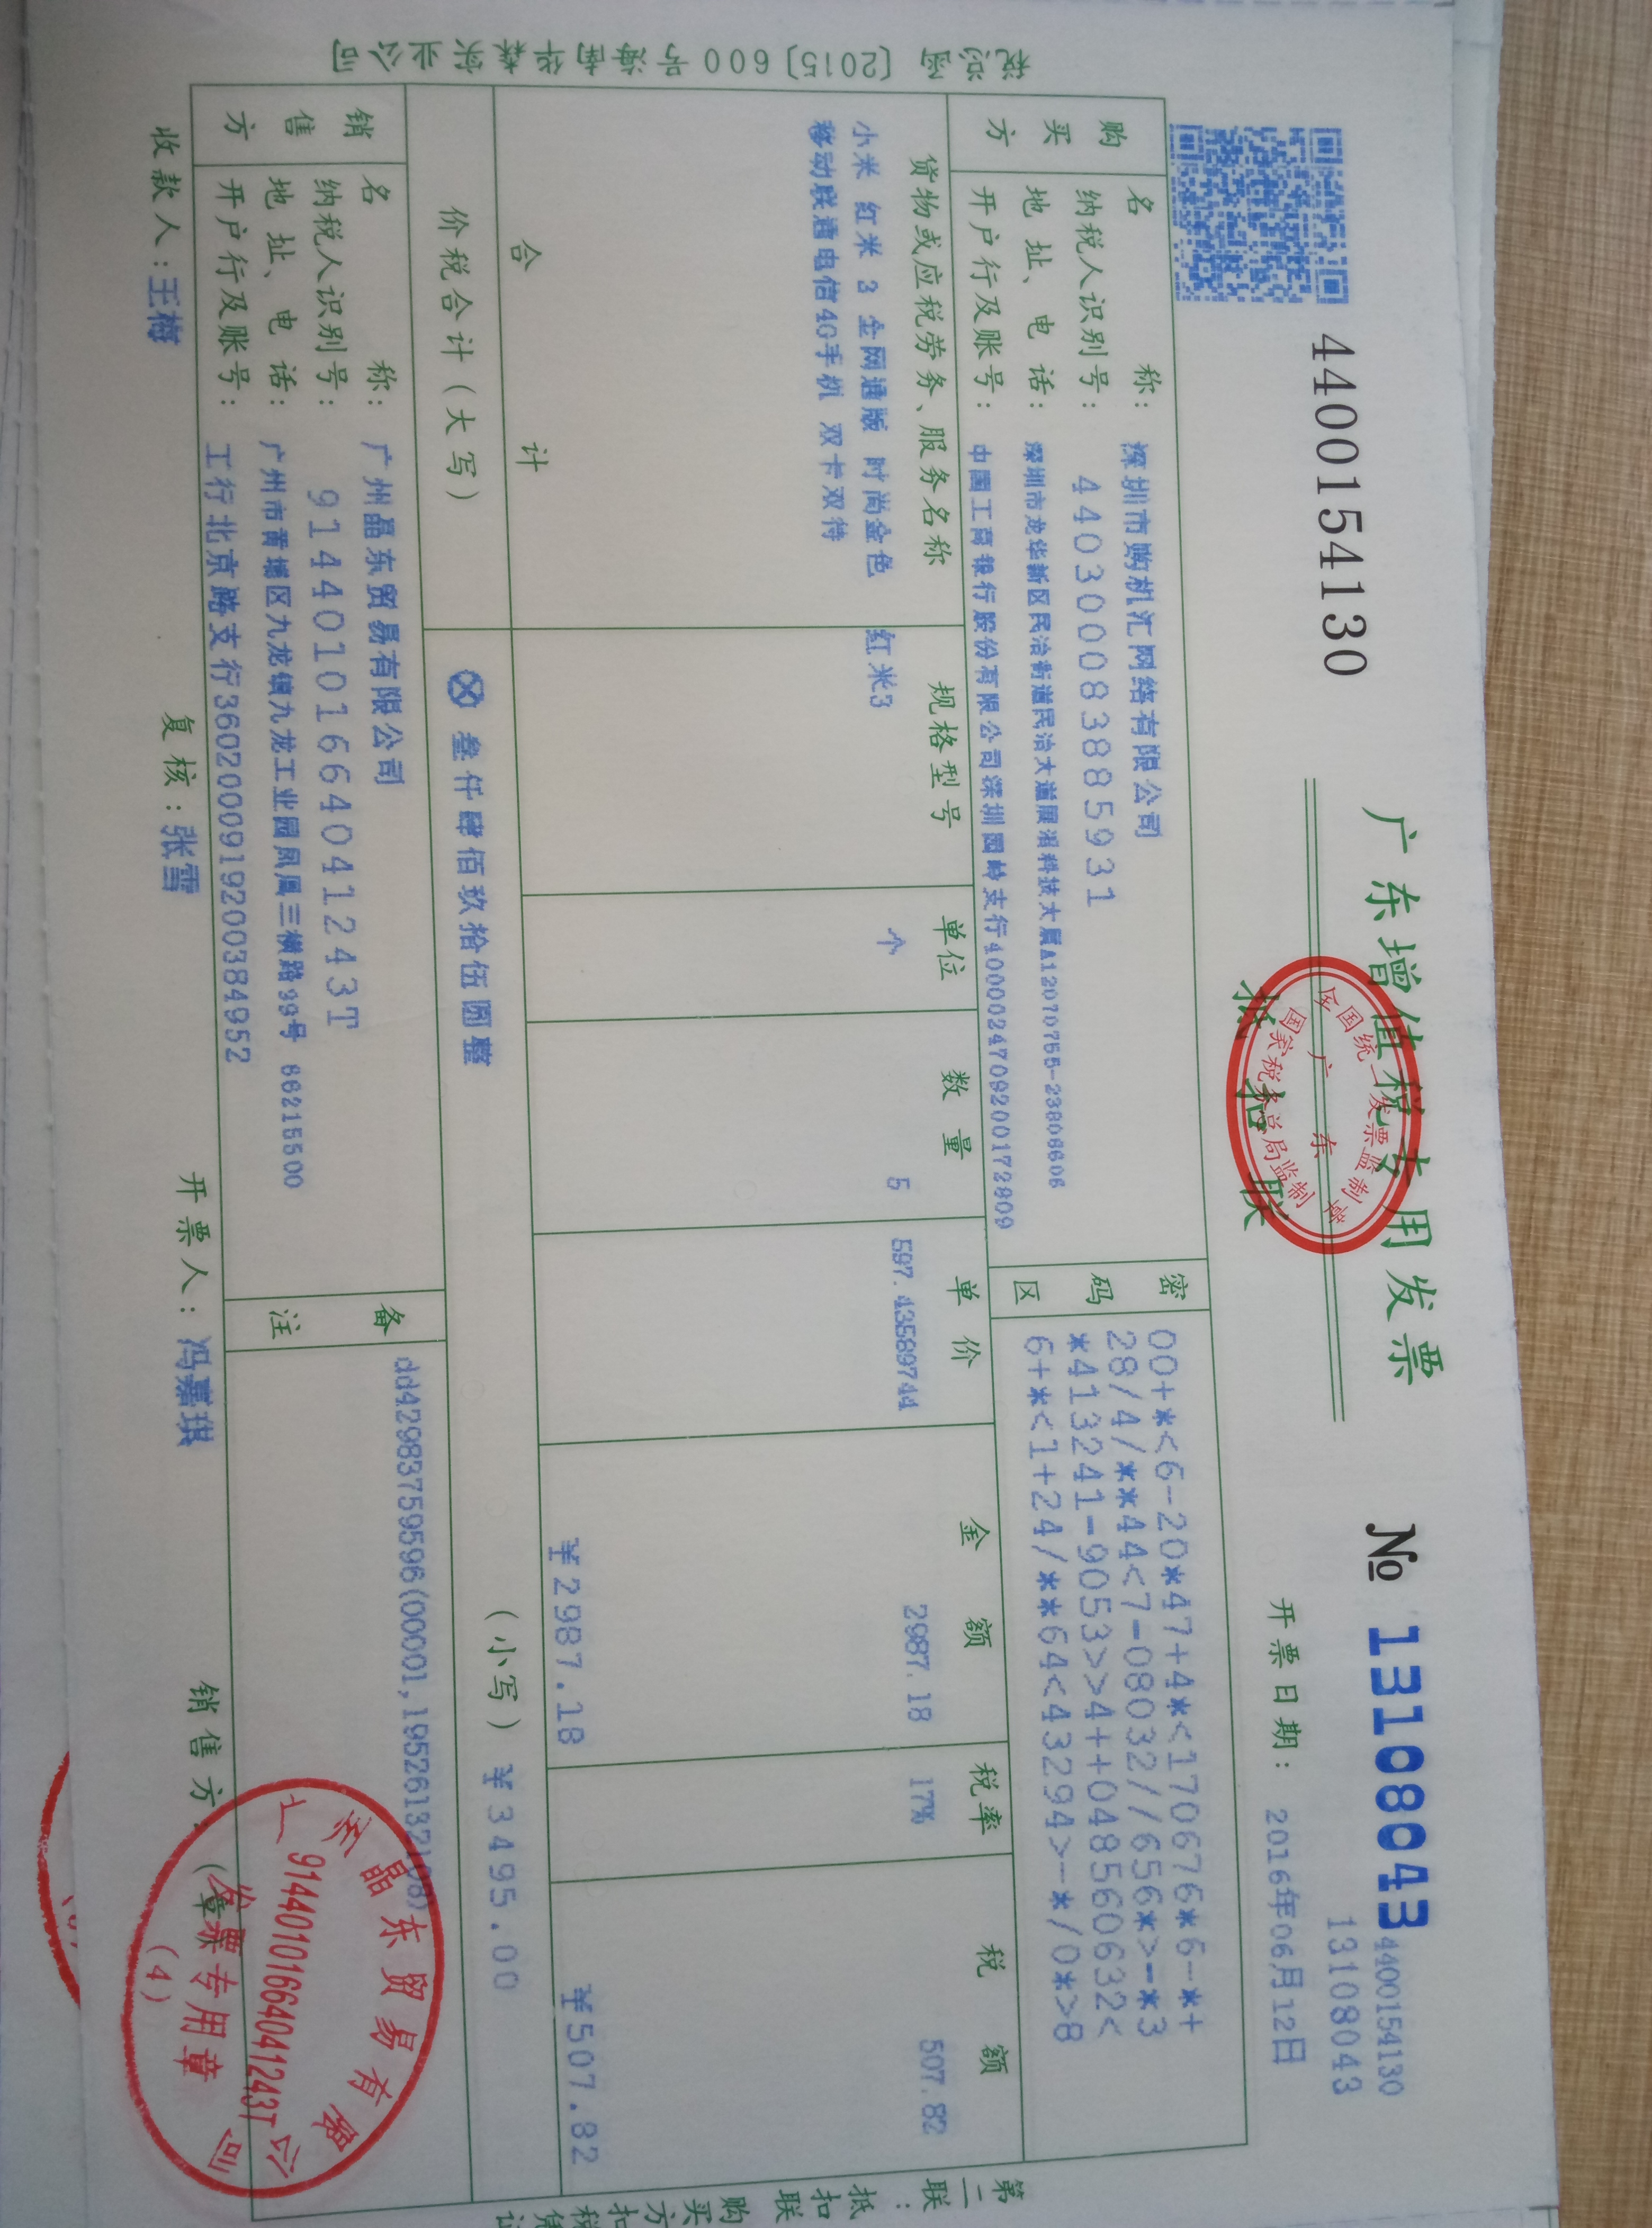 4400154130
广东增值税专用发票
№ 13108043
4400154130
13108043
抵扣联
全国统一发票监制章
广东
国家税务总局监制
开票日期： 2016年06月12日
购买方
名 称：深圳市购机汇网络有限公司
纳税人识别号：440300083885931
地址、电话：深圳市龙华新区民治街道民治大道展滔科技大厦A12070755-23806606
开户行及账号：中国工商银行股份有限公司深圳园岭支行4000024709200172809
密码区
00+*<6-20*47+4*<170676*6-*+
28/4/**44<7-08032//656*>-*3
*413241-9053>>4++048560632<
6+*<1+24/**64<43294>-*/0*>8
货物或应税劳务、服务名称 规格型号 单位 数量 单价 金额 税率 税额
小米 红米 3 全网通版 时尚金色 红米3 个 5 597.43589744 2987.18 17% 507.82
移动联通电信4G手机 双卡双待
合 计 ￥2987.18 ￥507.82
价税合计（大写） ⊗ 叁仟肆佰玖拾伍圆整 （小写）￥3495.00
销售方
名 称：广州晶东贸易有限公司
纳税人识别号：91440101664041243T
地址、电话：广州市黄埔区九龙镇九龙工业园凤凰三横路99号 66215500
开户行及账号：工行北京路支行3602000919200384952
备注
dd42983759596(00001,19526132108)
收款人：王梅 复核：张雪 开票人：冯嘉琪 销售方：（章）
广州晶东贸易有限公司
91440101664041243T
发票专用章
（4）
[2015] 600 号海南华森实业公司
第二联：抵扣联 购买方扣税凭证